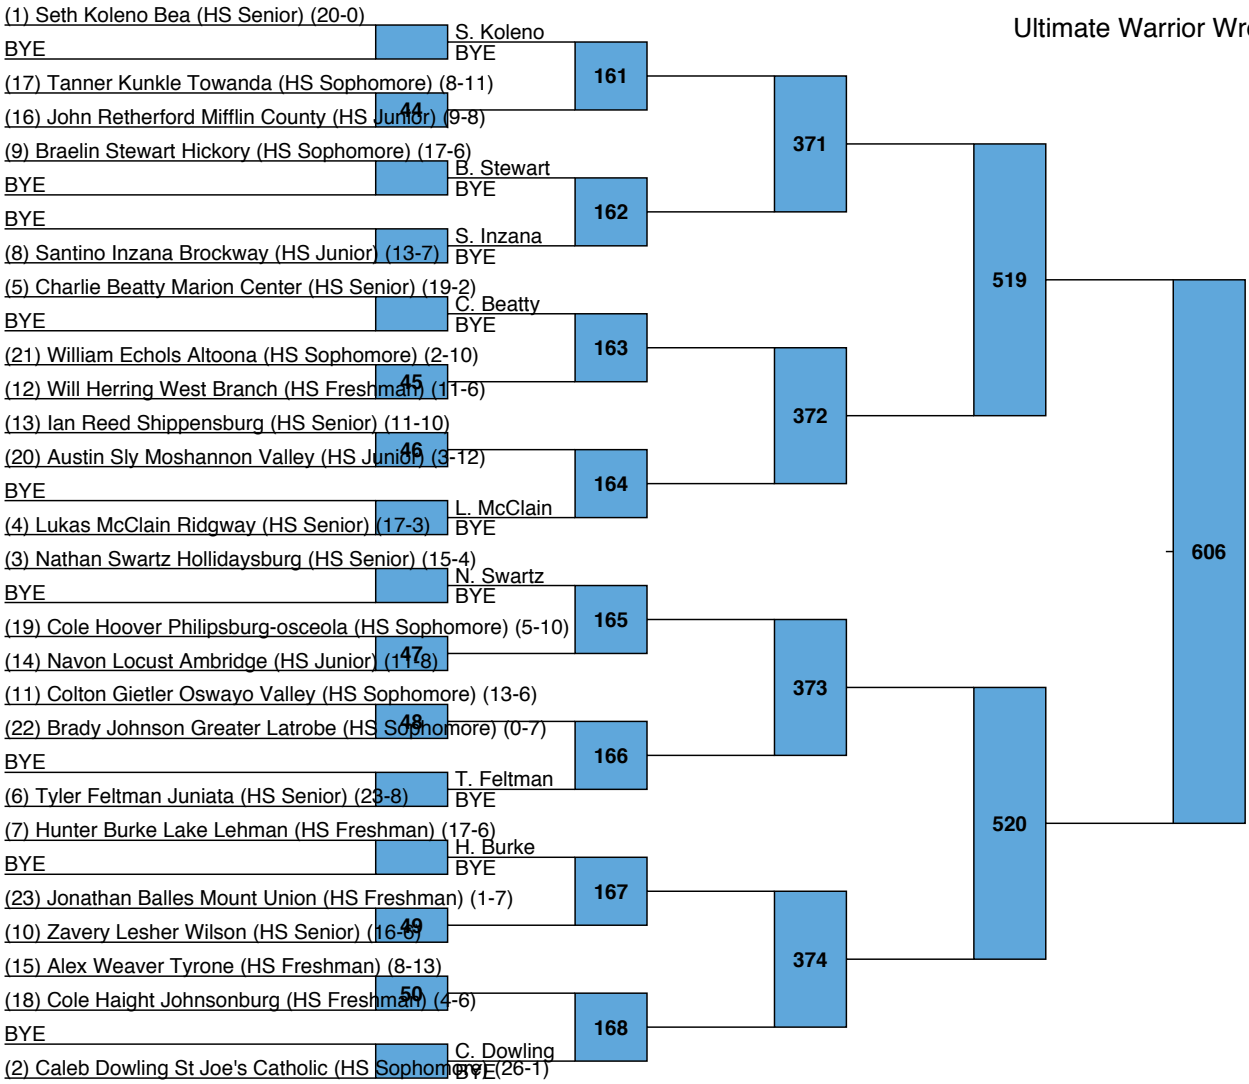 Ultimate Warrior Wre
(1) Seth Koleno Bea (HS Senior) (20-0)
BYE
S. Koleno
BYE
161
(17) Tanner Kunkle Towanda (HS Sophomore) (8-11)
44
(16) John Retherford Mifflin County (HS Junior) (9-8)
371
(9) Braelin Stewart Hickory (HS Sophomore) (17-6)
BYE
B. Stewart
BYE
162
BYE
S. Inzana
BYE
(8) Santino Inzana Brockway (HS Junior) (13-7)
519
(5) Charlie Beatty Marion Center (HS Senior) (19-2)
BYE
C. Beatty
BYE
163
(21) William Echols Altoona (HS Sophomore) (2-10)
45
(12) Will Herring West Branch (HS Freshman) (11-6)
372
(13) Ian Reed Shippensburg (HS Senior) (11-10)
46
(20) Austin Sly Moshannon Valley (HS Junior) (3-12)
164
BYE
L. McClain
BYE
(4) Lukas McClain Ridgway (HS Senior) (17-3)
606
(3) Nathan Swartz Hollidaysburg (HS Senior) (15-4)
BYE
N. Swartz
BYE
165
(19) Cole Hoover Philipsburg-osceola (HS Sophomore) (5-10)
47
(14) Navon Locust Ambridge (HS Junior) (11-8)
373
(11) Colton Gietler Oswayo Valley (HS Sophomore) (13-6)
48
(22) Brady Johnson Greater Latrobe (HS Sophomore) (0-7)
166
BYE
T. Feltman
BYE
(6) Tyler Feltman Juniata (HS Senior) (23-8)
520
(7) Hunter Burke Lake Lehman (HS Freshman) (17-6)
BYE
H. Burke
BYE
167
(23) Jonathan Balles Mount Union (HS Freshman) (1-7)
49
(10) Zavery Lesher Wilson (HS Senior) (16-6)
374
(15) Alex Weaver Tyrone (HS Freshman) (8-13)
50
(18) Cole Haight Johnsonburg (HS Freshman) (4-6)
168
BYE
C. Dowling
BYE
(2) Caleb Dowling St Joe's Catholic (HS Sophomore) (26-1)